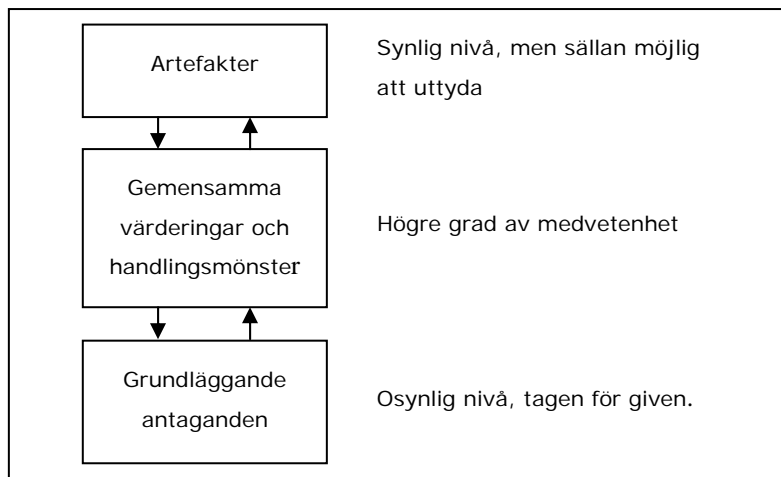 Artefakter
Synlig nivå, men sällan möjlig
att uttyda
Gemensamma
värderingar och
handlingsmönster
Högre grad av medvetenhet
Grundläggande
antaganden
Osynlig nivå, tagen för given.